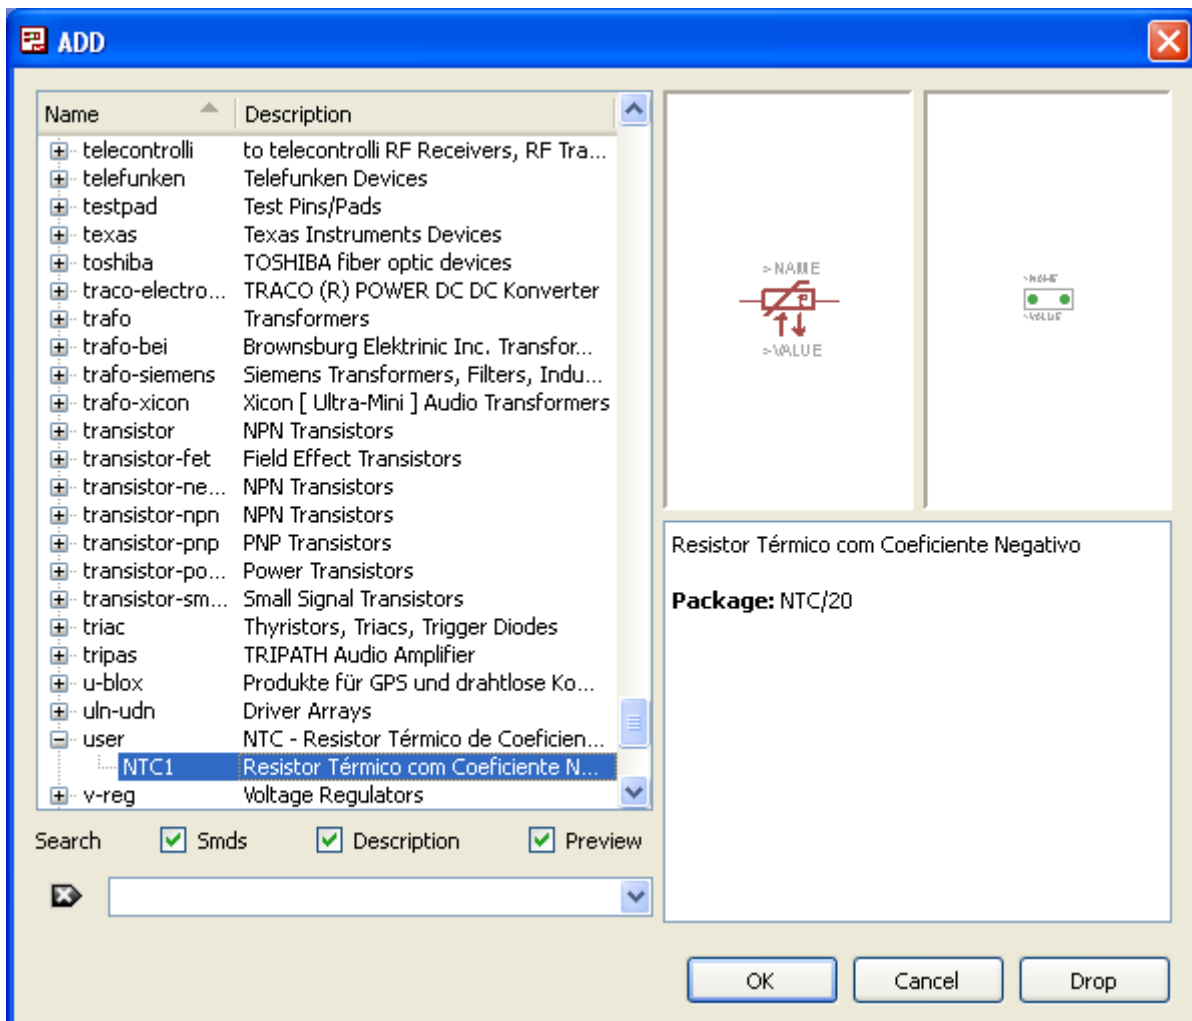 ADD
Name Description
telecontrolli to telecontrolli RF Receivers, RF Tra...
telefunken Telefunken Devices
testpad Test Pins/Pads
texas Texas Instruments Devices
toshiba TOSHIBA fiber optic devices
traco-electro... TRACO (R) POWER DC DC Konverter
trafo Transformers
trafo-bei Brownsburg Elektrinic Inc. Transfor...
trafo-siemens Siemens Transformers, Filters, Indu...
trafo-xicon Xicon [ Ultra-Mini ] Audio Transformers
transistor NPN Transistors
transistor-fet Field Effect Transistors
transistor-ne... NPN Transistors
transistor-npn NPN Transistors
transistor-pnp PNP Transistors
transistor-po... Power Transistors
transistor-sm... Small Signal Transistors
triac Thyristors, Triacs, Trigger Diodes
tripas TRIPATH Audio Amplifier
u-blox Produkte für GPS und drahtlose Ko...
uln-udn Driver Arrays
user NTC - Resistor Térmico de Coeficien...
NTC1 Resistor Térmico com Coeficiente N...
v-reg Voltage Regulators
Search Smds Description Preview
>NAME
>VALUE
>NAME
>VALUE
Resistor Térmico com Coeficiente Negativo
Package: NTC/20
OK Cancel Drop